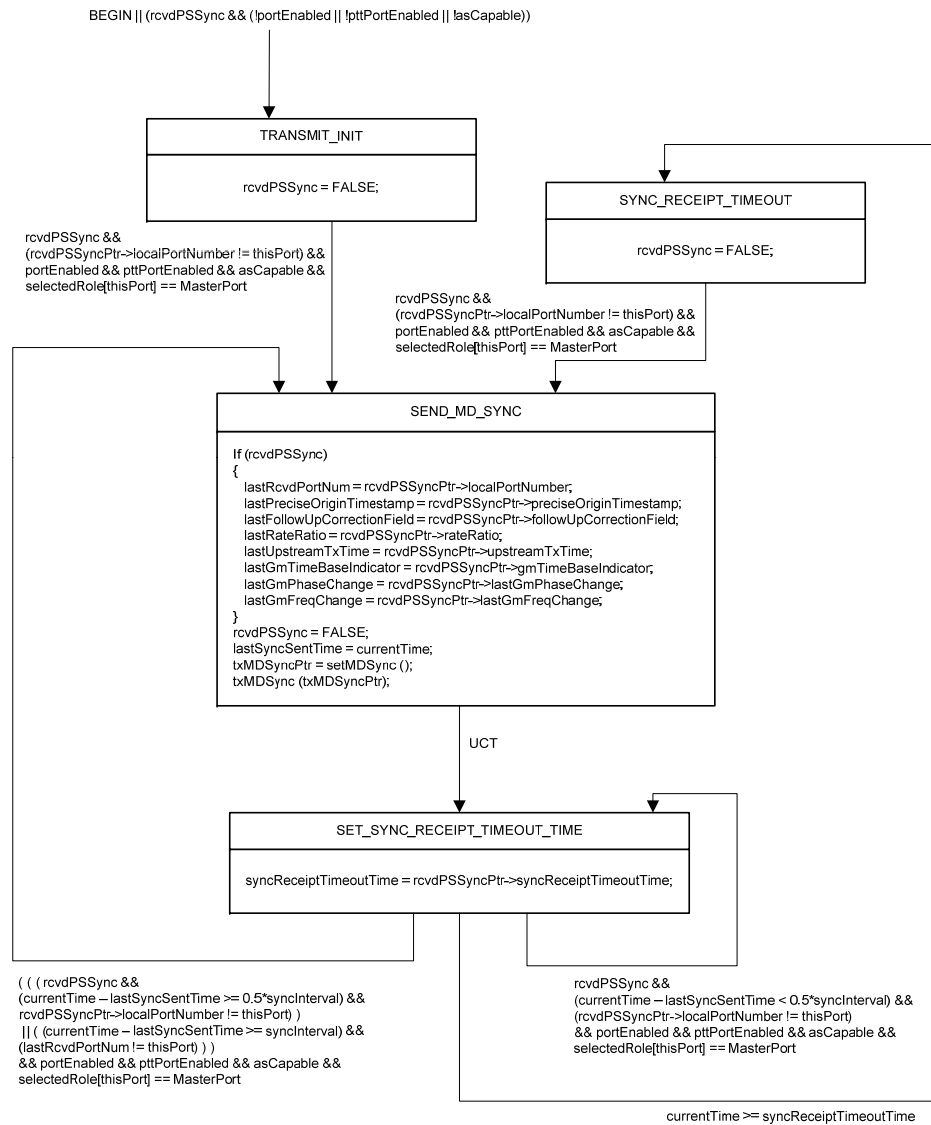 BEGIN || (rcvdPSSync && (!portEnabled || !pttPortEnabled || !asCapable))
TRANSMIT_INIT
rcvdPSSync = FALSE;
SYNC_RECEIPT_TIMEOUT
rcvdPSSync = FALSE;
rcvdPSSync &&
(rcvdPSSyncPtr->localPortNumber != thisPort) &&
portEnabled && pttPortEnabled && asCapable &&
selectedRole[thisPort] == MasterPort
rcvdPSSync &&
(rcvdPSSyncPtr->localPortNumber != thisPort) &&
portEnabled && pttPortEnabled && asCapable &&
selectedRole[thisPort] == MasterPort
SEND_MD_SYNC
If (rcvdPSSync)
{
lastRcvdPortNum = rcvdPSSyncPtr->localPortNumber;
lastPreciseOriginTimestamp = rcvdPSSyncPtr->preciseOriginTimestamp;
lastFollowUpCorrectionField = rcvdPSSyncPtr->followUpCorrectionField;
lastRateRatio = rcvdPSSyncPtr->rateRatio;
lastUpstreamTxTime = rcvdPSSyncPtr->upstreamTxTime;
lastGmTimeBaseIndicator = rcvdPSSyncPtr->gmTimeBaseIndicator;
lastGmPhaseChange = rcvdPSSyncPtr->lastGmPhaseChange;
lastGmFreqChange = rcvdPSSyncPtr->lastGmFreqChange;
}
rcvdPSSync = FALSE;
lastSyncSentTime = currentTime;
txMDSyncPtr = setMDSync ();
txMDSync (txMDSyncPtr);
UCT
SET_SYNC_RECEIPT_TIMEOUT_TIME
syncReceiptTimeoutTime = rcvdPSSyncPtr->syncReceiptTimeoutTime;
( ( ( rcvdPSSync &&
(currentTime – lastSyncSentTime >= 0.5*syncInterval) &&
rcvdPSSyncPtr->localPortNumber != thisPort) )
|| ( (currentTime – lastSyncSentTime >= syncInterval) &&
(lastRcvdPortNum != thisPort) ) )
&& portEnabled && pttPortEnabled && asCapable &&
selectedRole[thisPort] == MasterPort
rcvdPSSync &&
(currentTime – lastSyncSentTime < 0.5*syncInterval) &&
(rcvdPSSyncPtr->localPortNumber != thisPort)
&& portEnabled && pttPortEnabled && asCapable &&
selectedRole[thisPort] == MasterPort
currentTime >= syncReceiptTimeoutTime